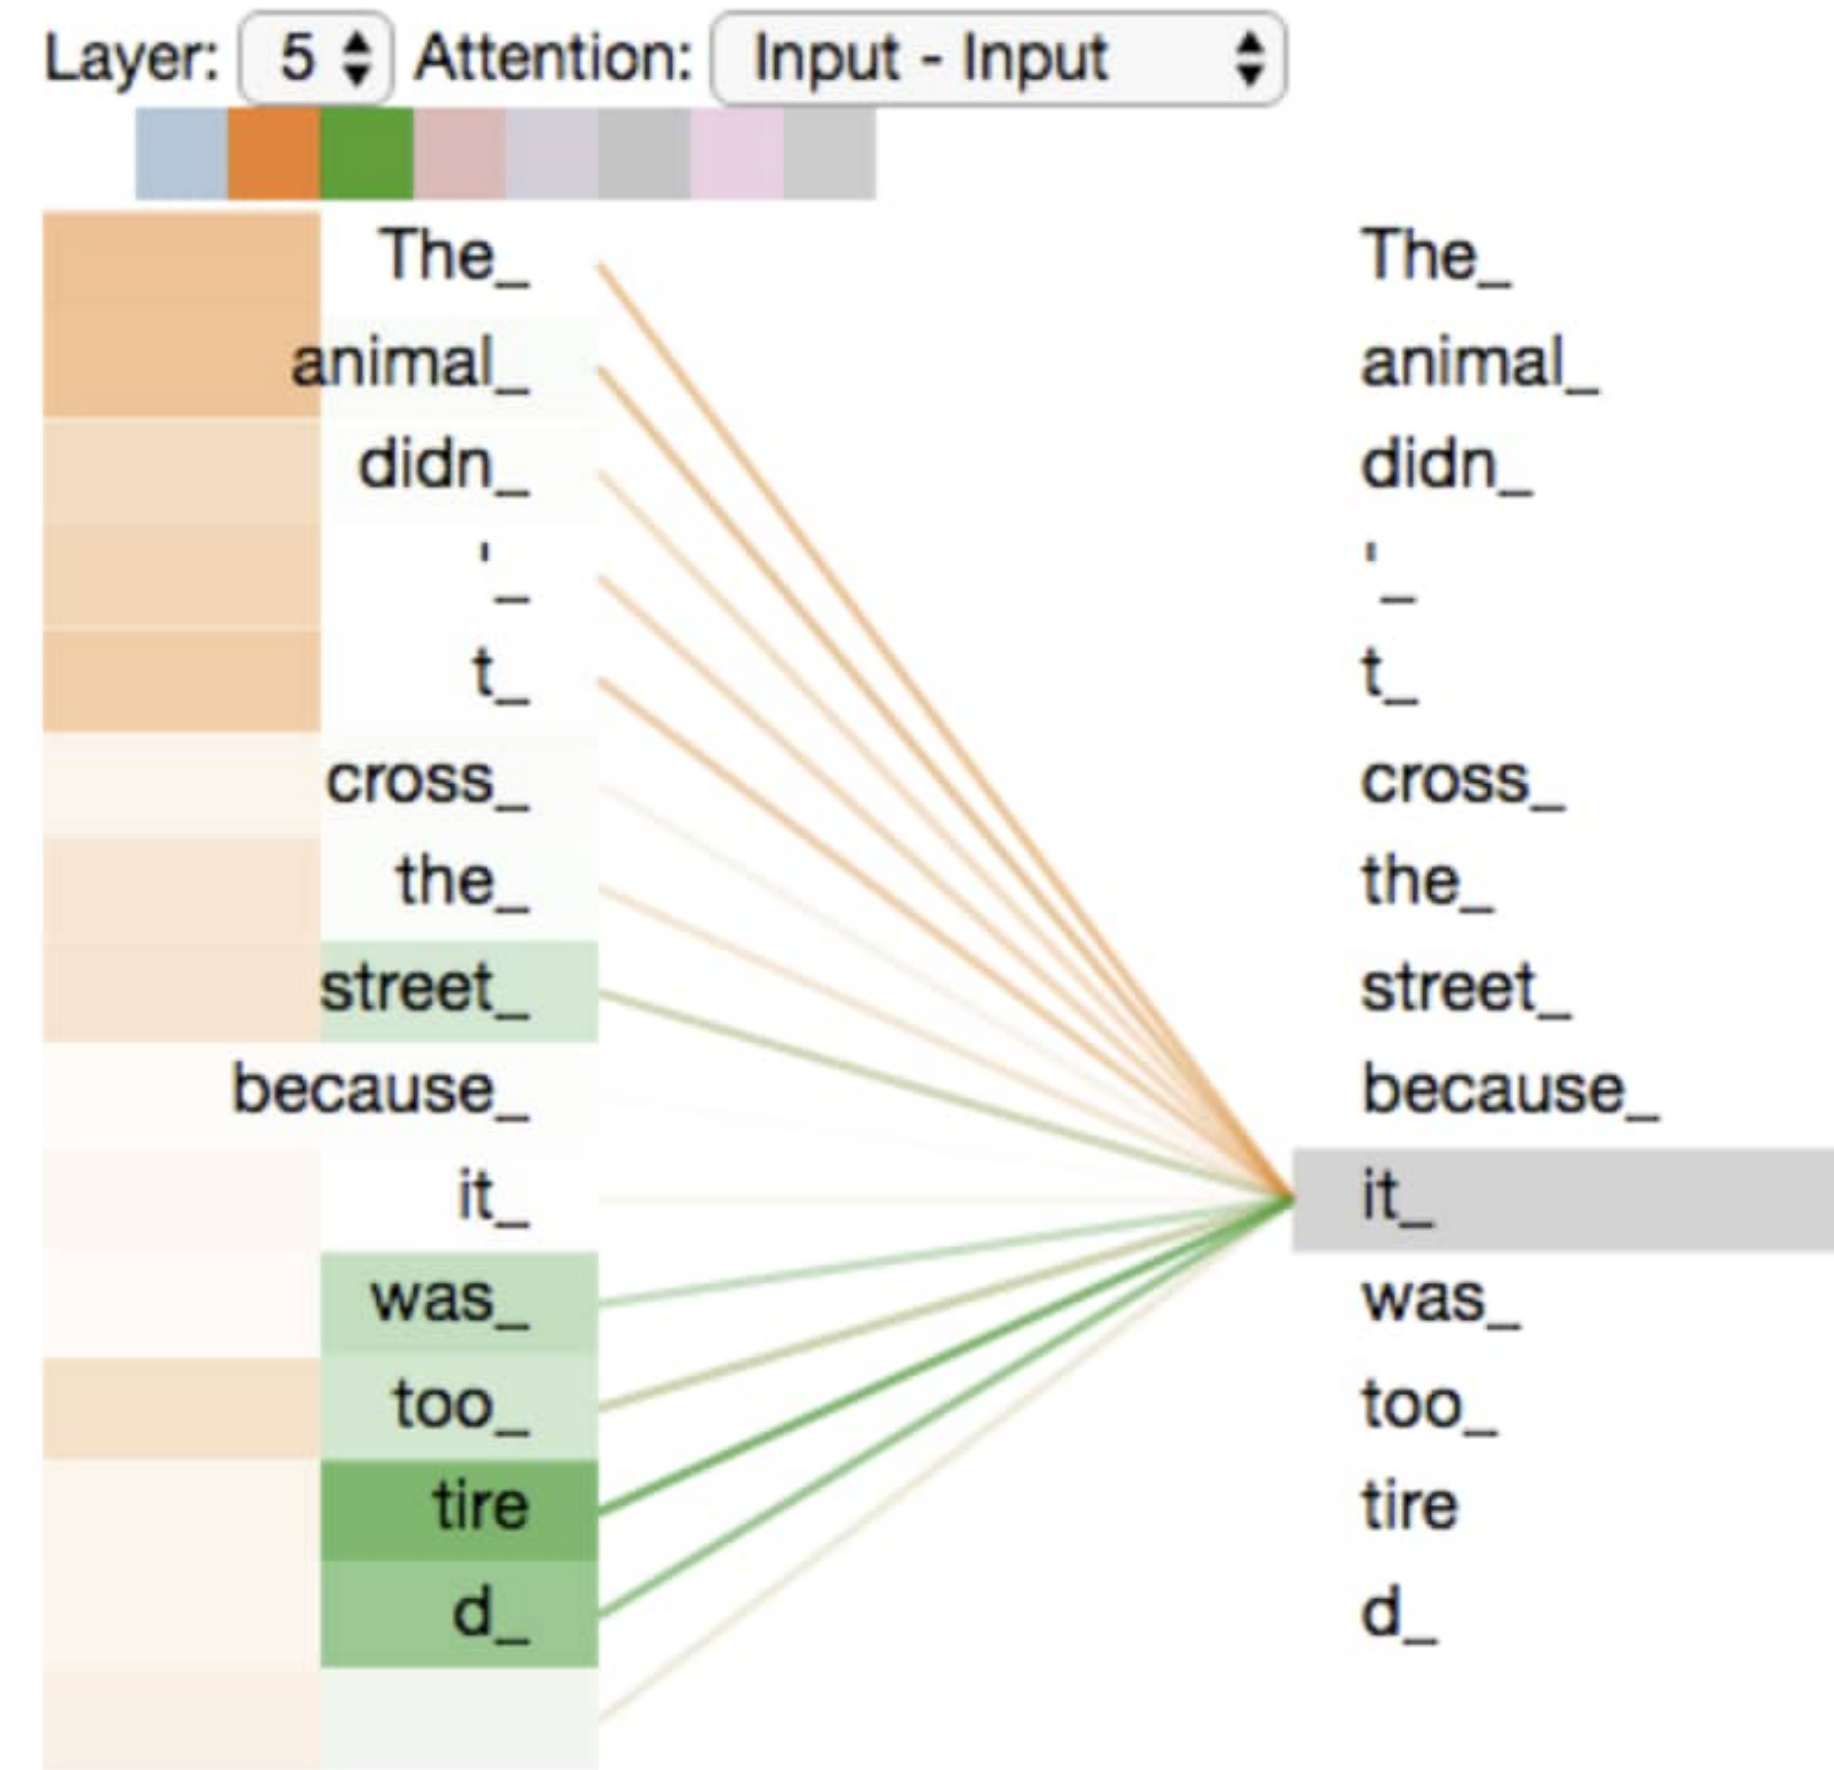 Layer: 5 Attention: Input - Input
The_ The_
animal_ animal_
didn_ didn_
'_ '_
t_ t_
cross_ cross_
the_ the_
street_ street_
because_ because_
it_ it_
was_ was_
too_ too_
tire tire
d_ d_